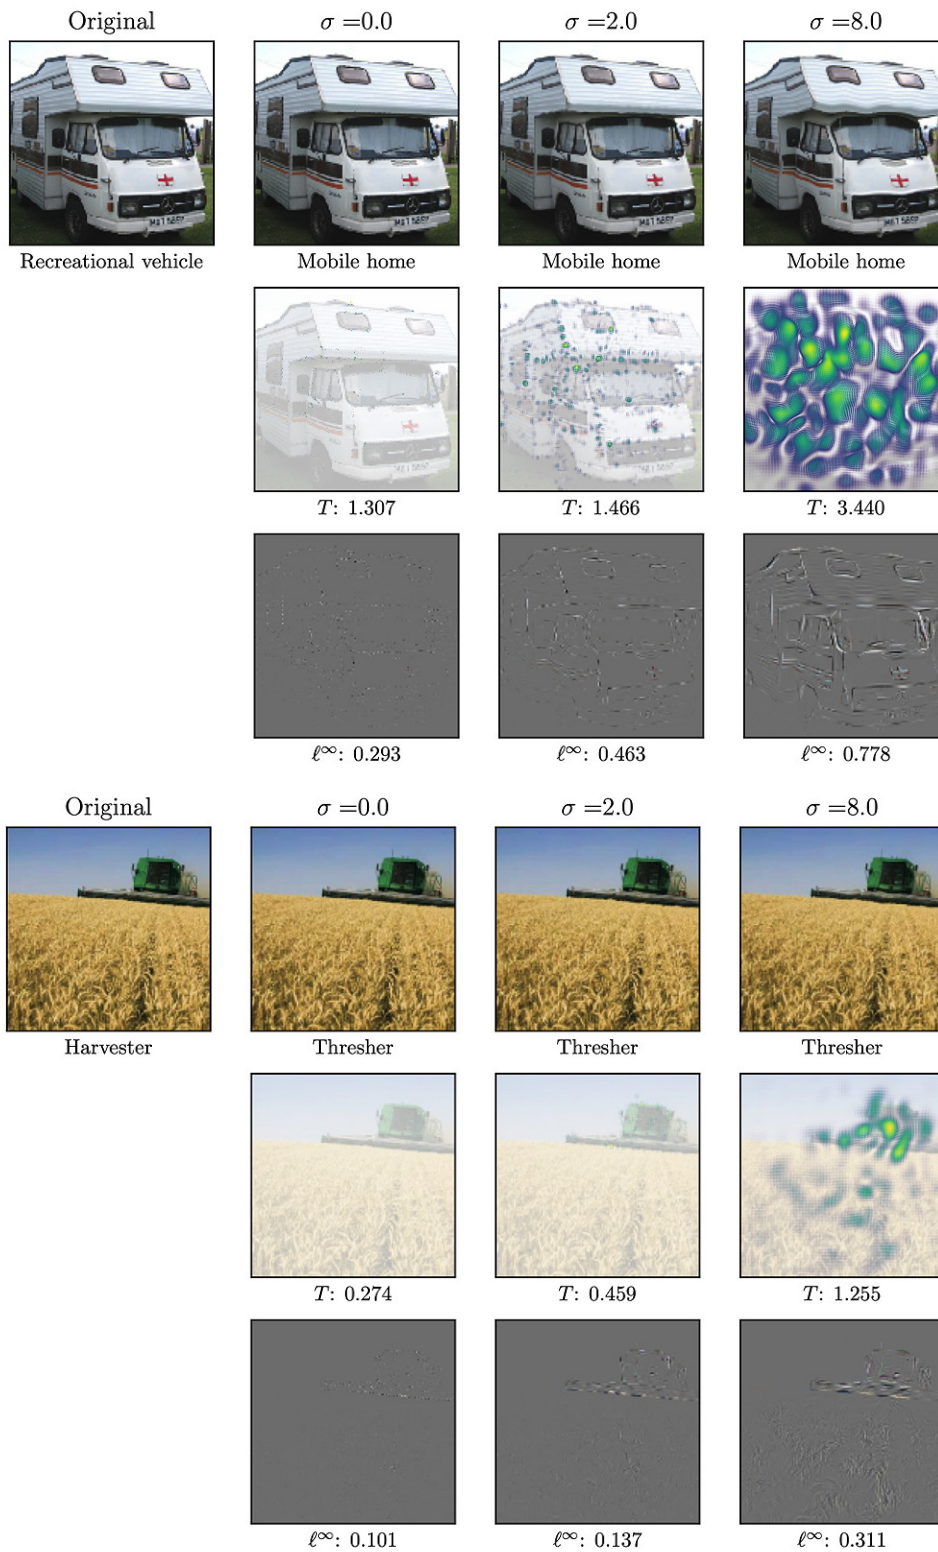 Original σ =0.0 σ =2.0 σ =8.0
Recreational vehicle Mobile home Mobile home Mobile home
T: 1.307 T: 1.466 T: 3.440
ℓ∞: 0.293 ℓ∞: 0.463 ℓ∞: 0.778
Original σ =0.0 σ =2.0 σ =8.0
Harvester Thresher Thresher Thresher
T: 0.274 T: 0.459 T: 1.255
ℓ∞: 0.101 ℓ∞: 0.137 ℓ∞: 0.311